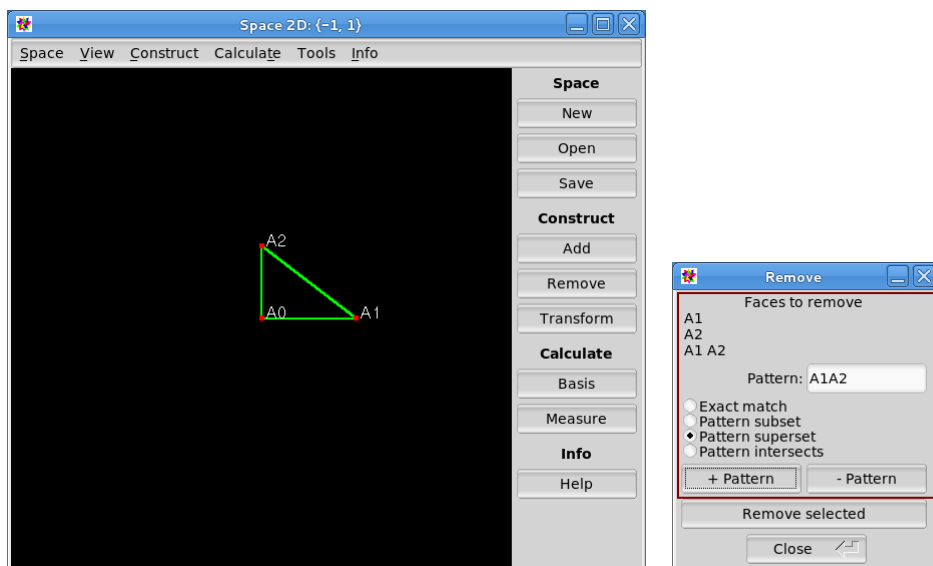 Space 2D: {-1, 1}
Space View Construct Calculate Tools Info
A2
A0
A1
Space
New
Open
Save
Construct
Add
Remove
Transform
Calculate
Basis
Measure
Info
Help
Remove
Faces to remove
A1
A2
A1 A2
Pattern: A1A2
Exact match
Pattern subset
Pattern superset
Pattern intersects
+ Pattern - Pattern
Remove selected
Close